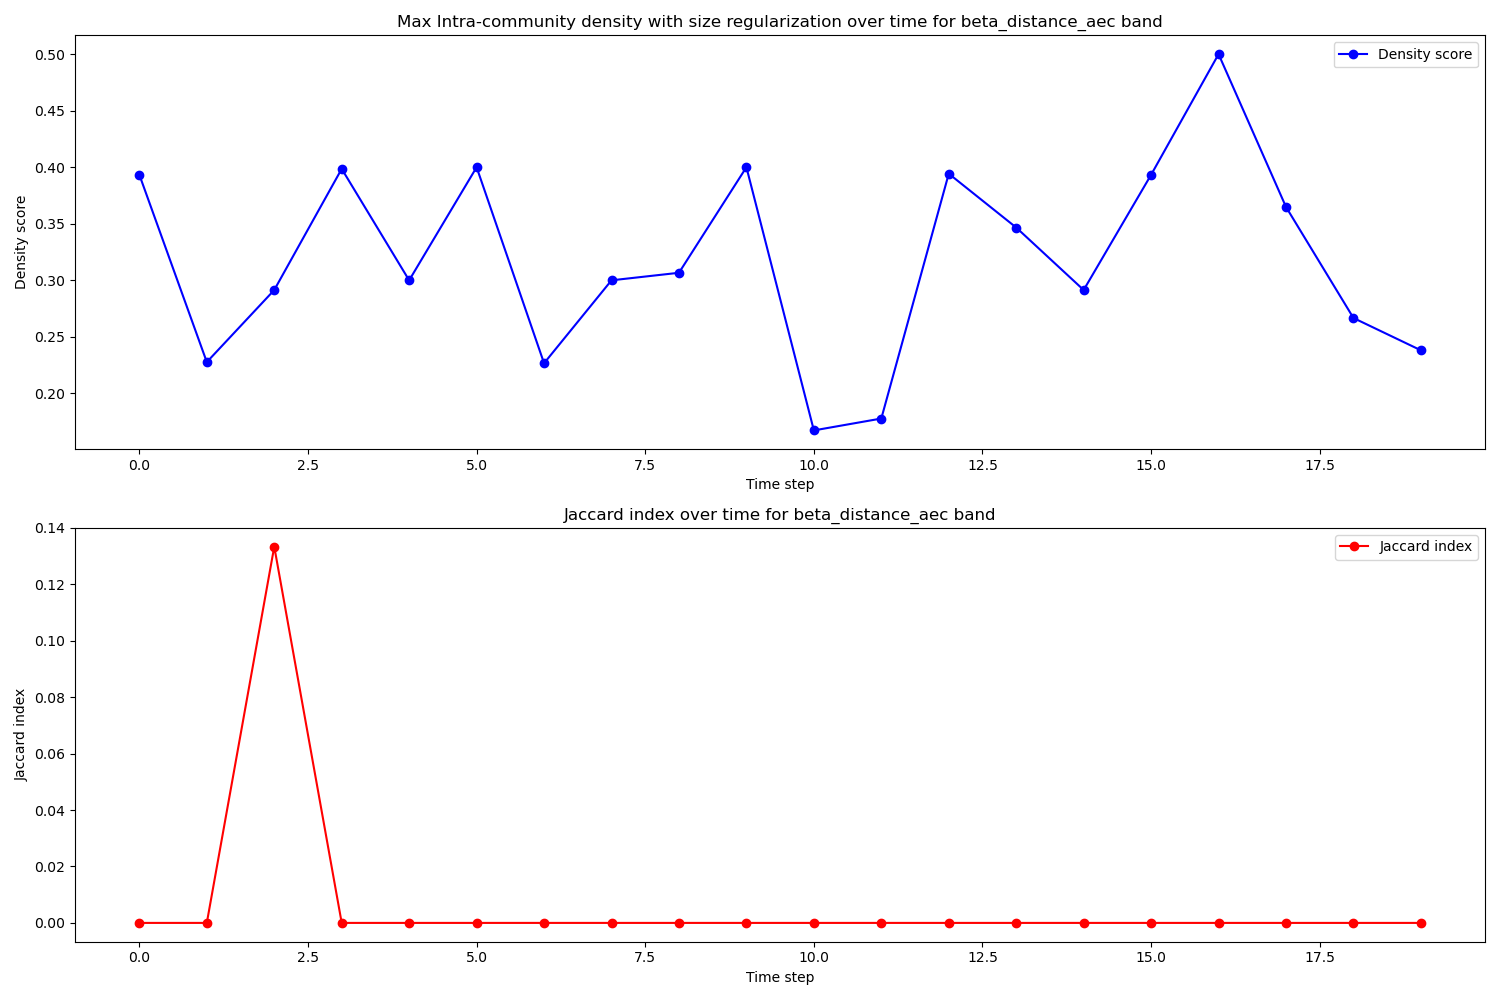 Max Intra-community density with size regularization over time for beta_distance_aec band
Density score
0.50
0.45
0.40
0.35
0.30
0.25
0.20
Density score
0.0 2.5 5.0 7.5 10.0 12.5 15.0 17.5
Time step
Jaccard index over time for beta_distance_aec band
Jaccard index
0.14
0.12
0.10
0.08
0.06
0.04
0.02
0.00
Jaccard index
0.0 2.5 5.0 7.5 10.0 12.5 15.0 17.5
Time step